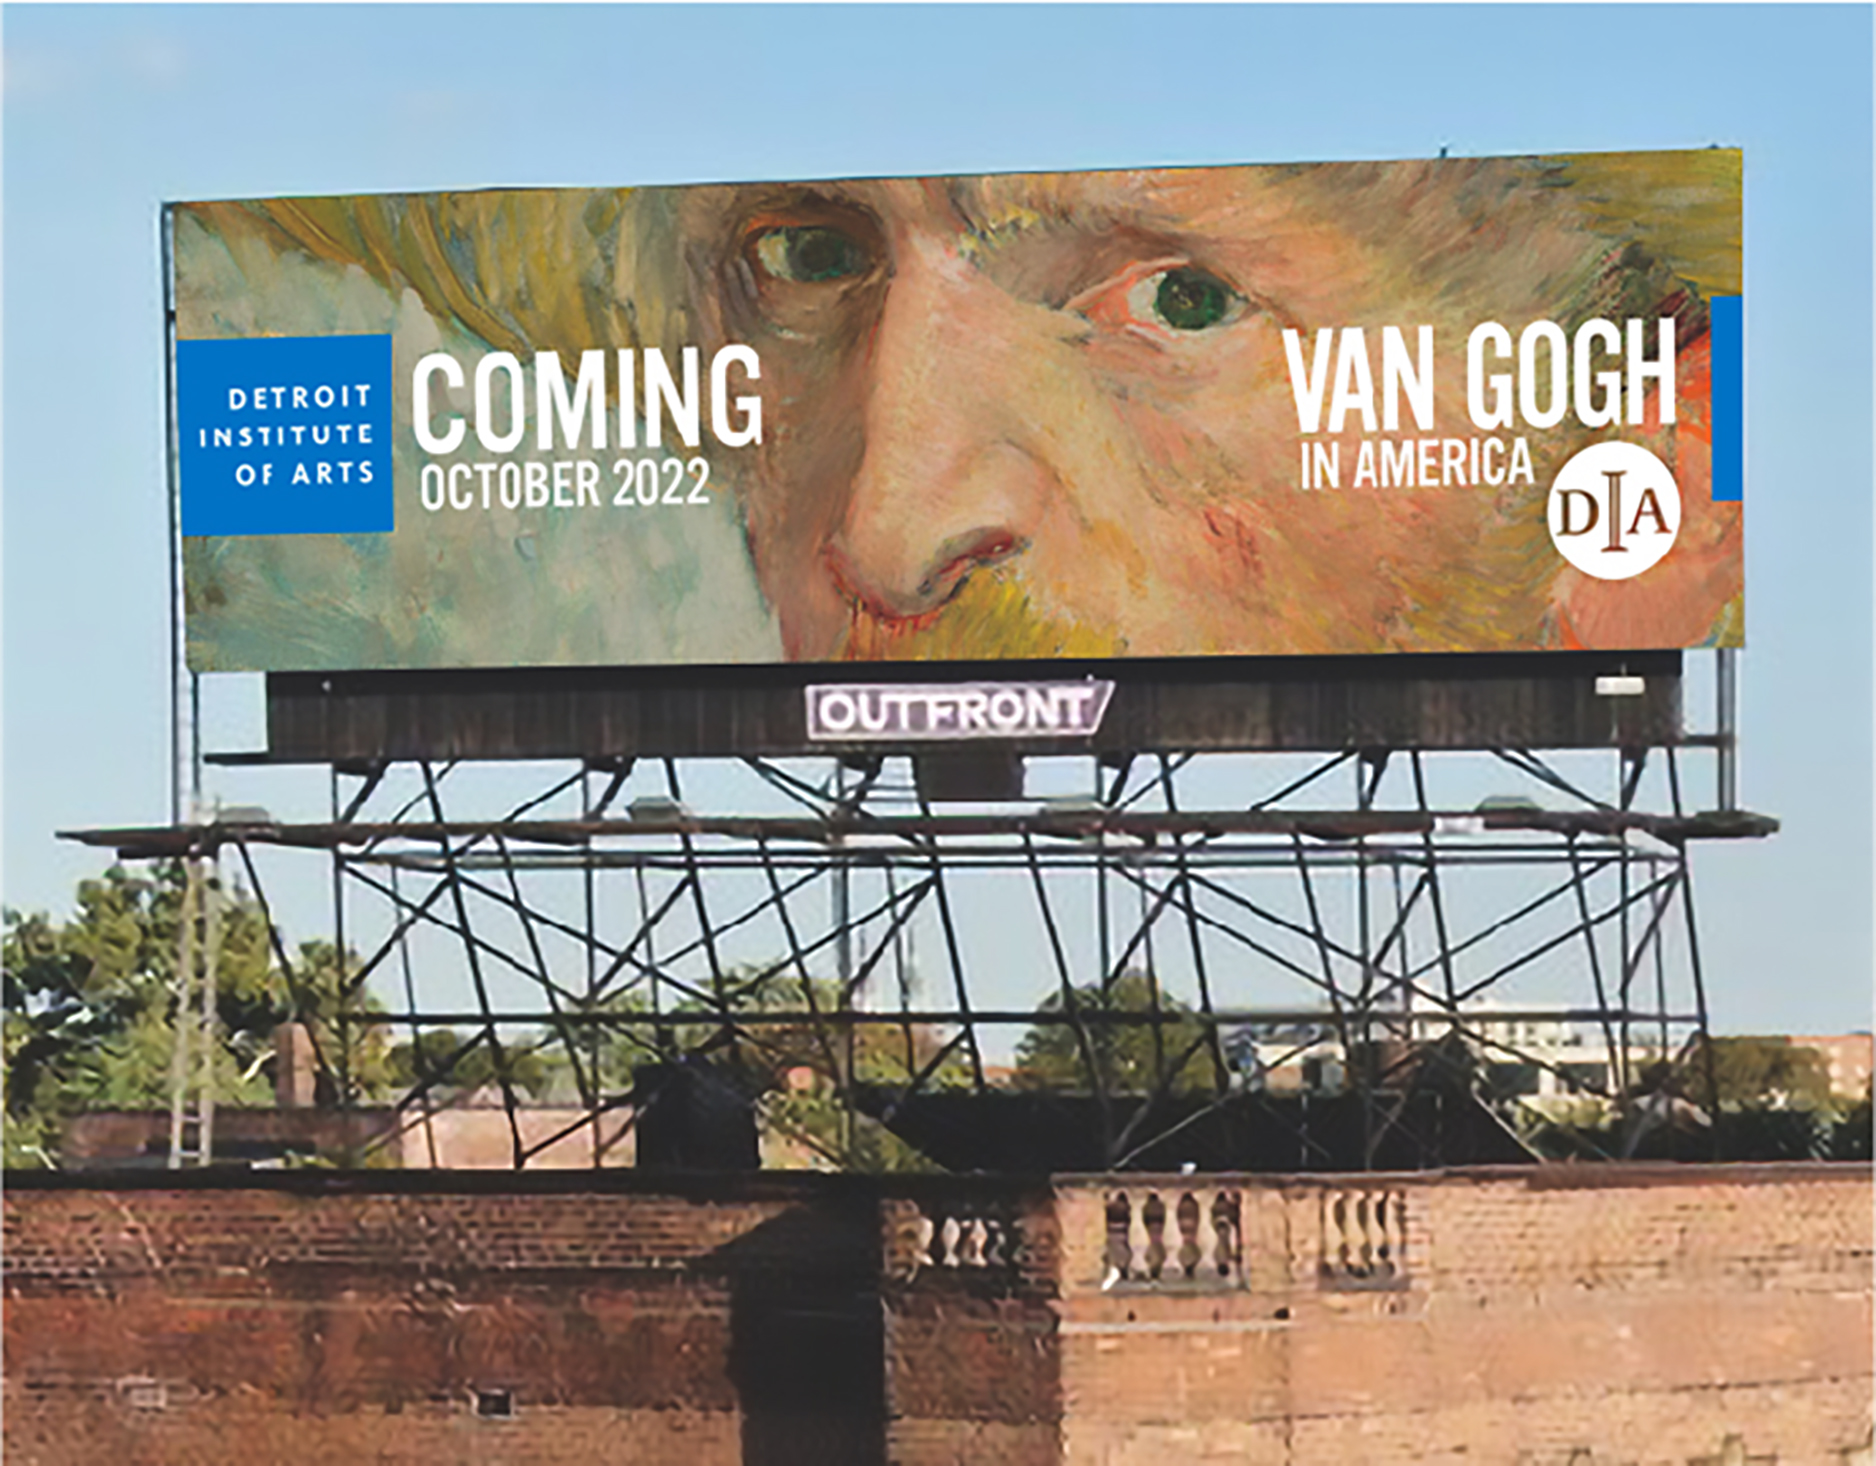 DETROIT
INSTITUTE
OF ARTS
COMING
OCTOBER 2022
VAN GOGH
IN AMERICA
DIA
OUTFRONT